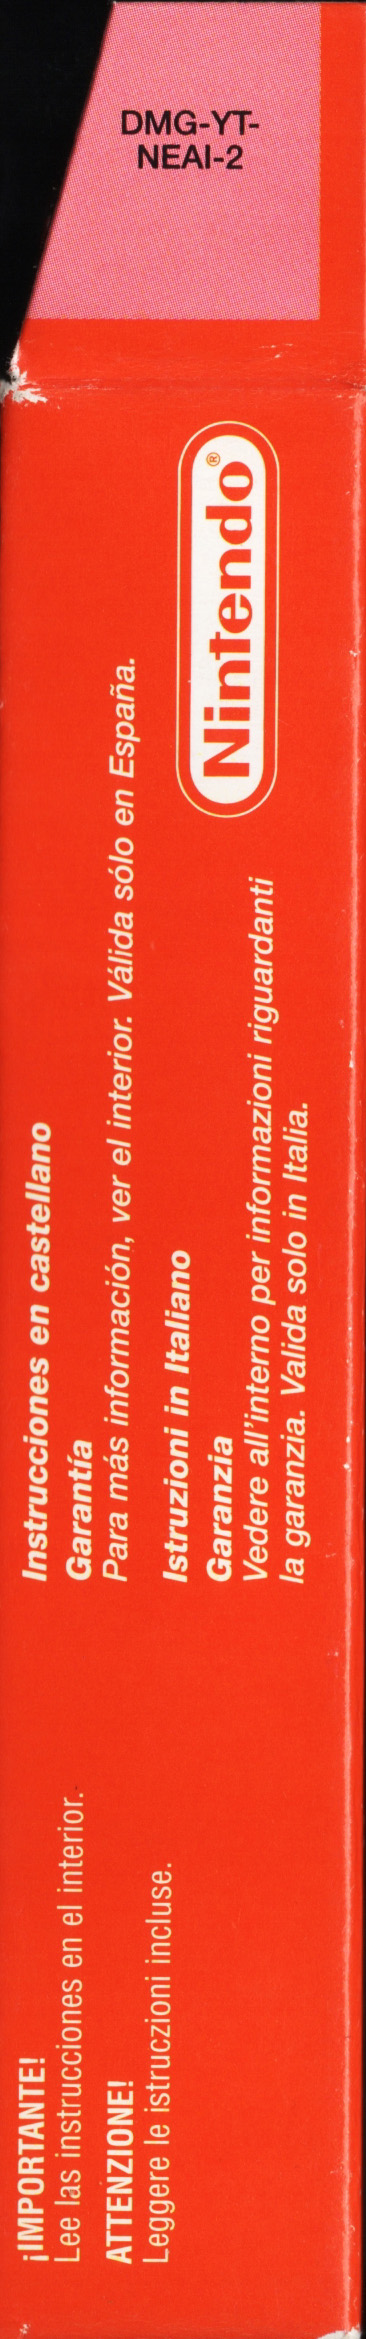 DMG-YT-
NEAI-2
Nintendo®
Instrucciones en castellano
Garantía
Para más información, ver el interior. Válida sólo en España.
Istruzioni in Italiano
Garanzia
Vedere all'interno per informazioni riguardanti
la garanzia. Valida solo in Italia.
¡IMPORTANTE!
Lee las instrucciones en el interior.
ATTENZIONE!
Leggere le istruczioni incluse.